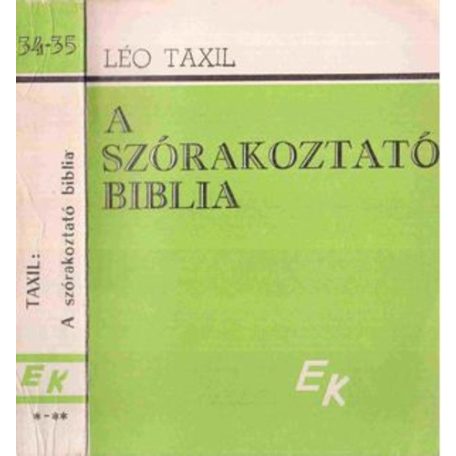 34-35
TAXIL:
A szórakoztató biblia
EK
*-**
LÉO TAXIL
A
SZÓRAKOZTATÓ
BIBLIA
EK